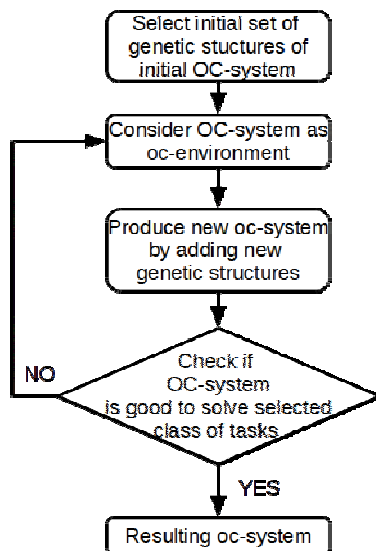 Select initial set of
genetic stuctures of
initial OC-system
Consider OC-system as
oc-environment
Produce new oc-system
by adding new
genetic structures
Check if
OC-system
is good to solve selected
class of tasks
NO
YES
Resulting oc-system